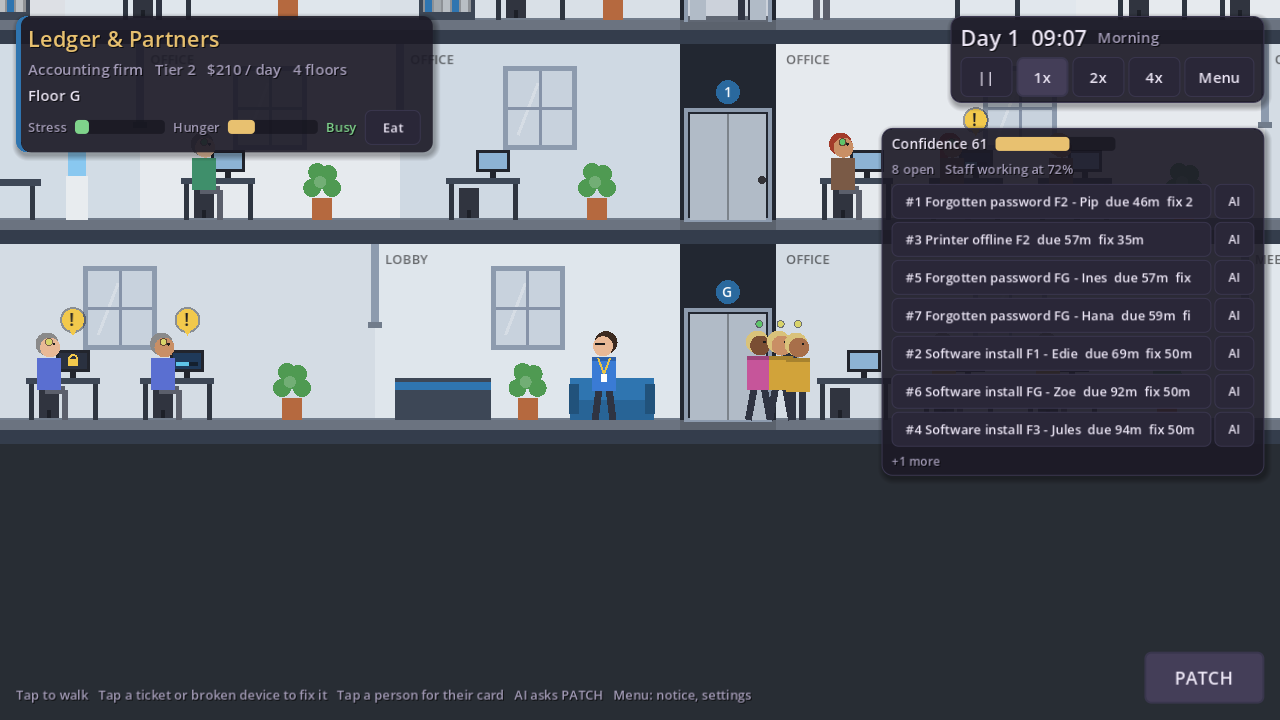 Ledger & Partners
Accounting firm Tier 2 $210 / day 4 floors
Floor G
Stress Hunger Busy Eat
OFFICE
OFFICE
1
Day 1 09:07 Morning
|| 1x 2x 4x Menu
!
Confidence 61
8 open Staff working at 72%
#1 Forgotten password F2 - Pip due 46m fix 2 AI
#3 Printer offline F2 due 57m fix 35m AI
#5 Forgotten password FG - Ines due 57m fix AI
#7 Forgotten password FG - Hana due 59m fi AI
#2 Software install F1 - Edie due 69m fix 50m AI
#6 Software install FG - Zoe due 92m fix 50m AI
#4 Software install F3 - Jules due 94m fix 50m AI
+1 more
LOBBY
G
OFFICE
!
!
Tap to walk Tap a ticket or broken device to fix it Tap a person for their card AI asks PATCH Menu: notice, settings
PATCH